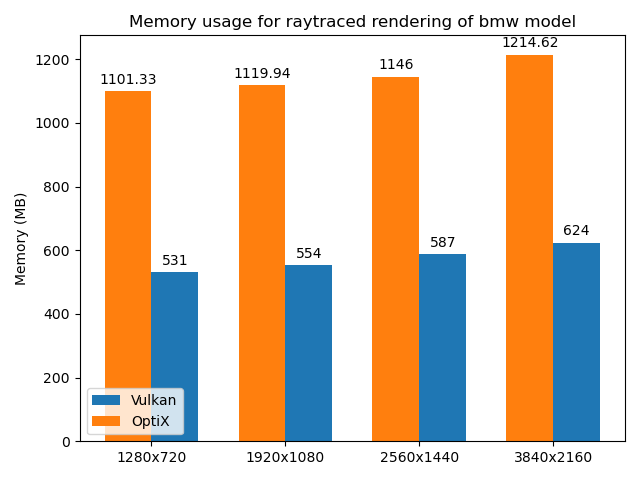 Memory usage for raytraced rendering of bmw model
Memory (MB)
1200
1000
800
600
400
200
0
1101.33
531
1119.94
554
1146
587
1214.62
624
Vulkan
OptiX
1280x720
1920x1080
2560x1440
3840x2160